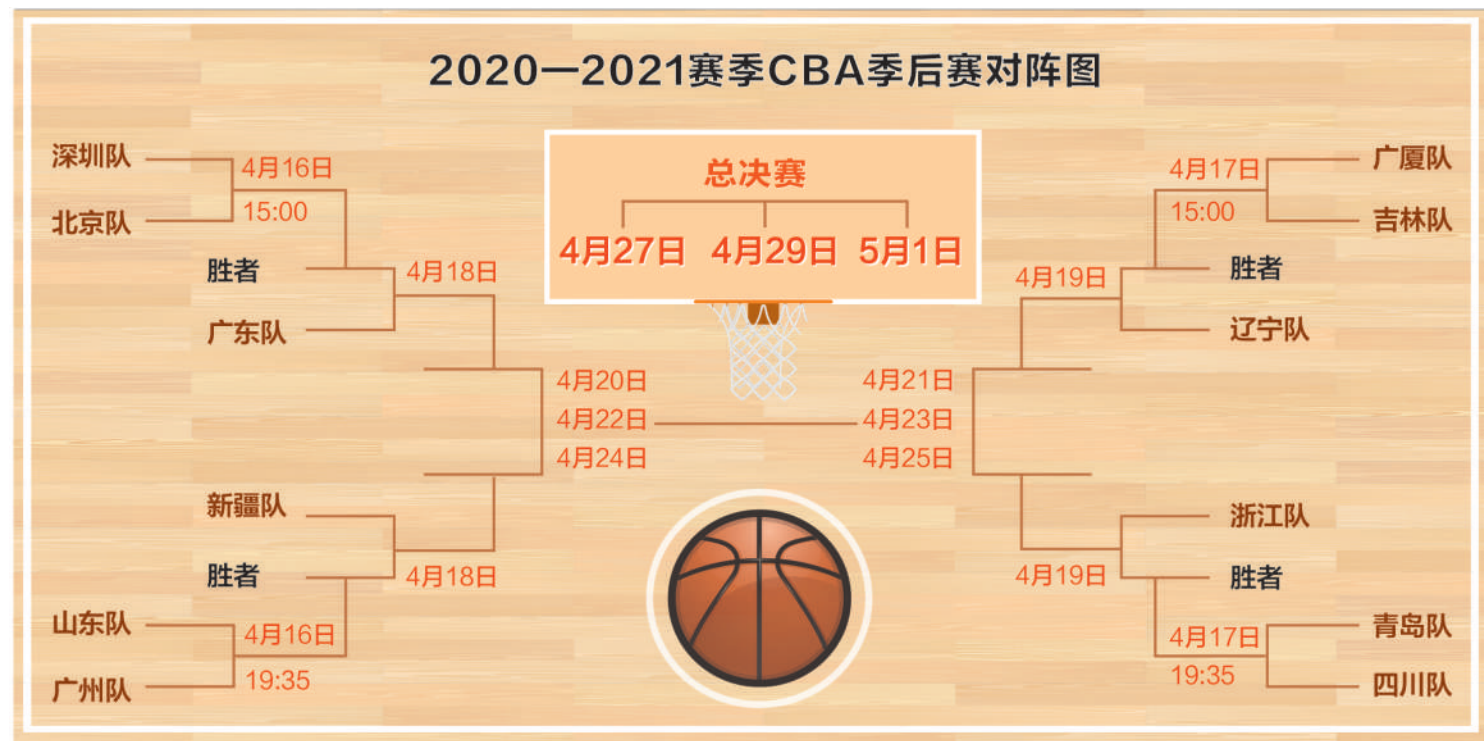 2020—2021赛季CBA季后赛对阵图
总决赛
4月27日 4月29日 5月1日
深圳队
4月16日
15:00
北京队
胜者
4月18日
广东队
4月20日
4月22日
4月24日
新疆队
胜者
4月18日
山东队
4月16日
19:35
广州队
广厦队
4月17日
15:00
吉林队
胜者
4月19日
辽宁队
4月21日
4月23日
4月25日
浙江队
胜者
4月19日
青岛队
4月17日
19:35
四川队